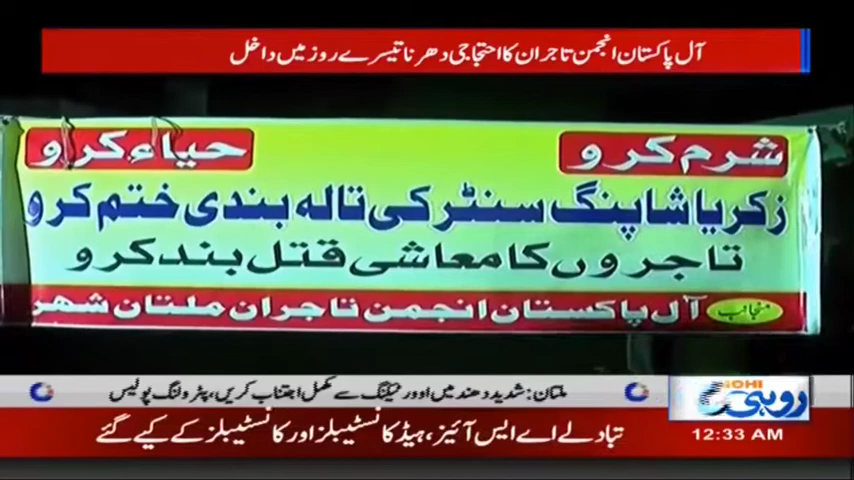 آل پاکستان انجمن تاجران کا احتجاجی دھرنا تیسرے روز میں داخل
شرم کرو حیاء کرو
زکریا شاپنگ سنٹر کی تالہ بندی ختم کرو
تاجروں کا معاشی قتل بند کرو
منجانب آل پاکستان انجمن تاجران ملتان شہر
ملتان: شدید دھند میں اوور ٹیکنگ سے مکمل اجتناب کریں، پٹرولنگ پولیس
ROHI
روہی
تبادلے اے ایس آئیز، ہیڈ کانسٹیبلز اور کانسٹیبلز کے کیے گئے
12:33 AM